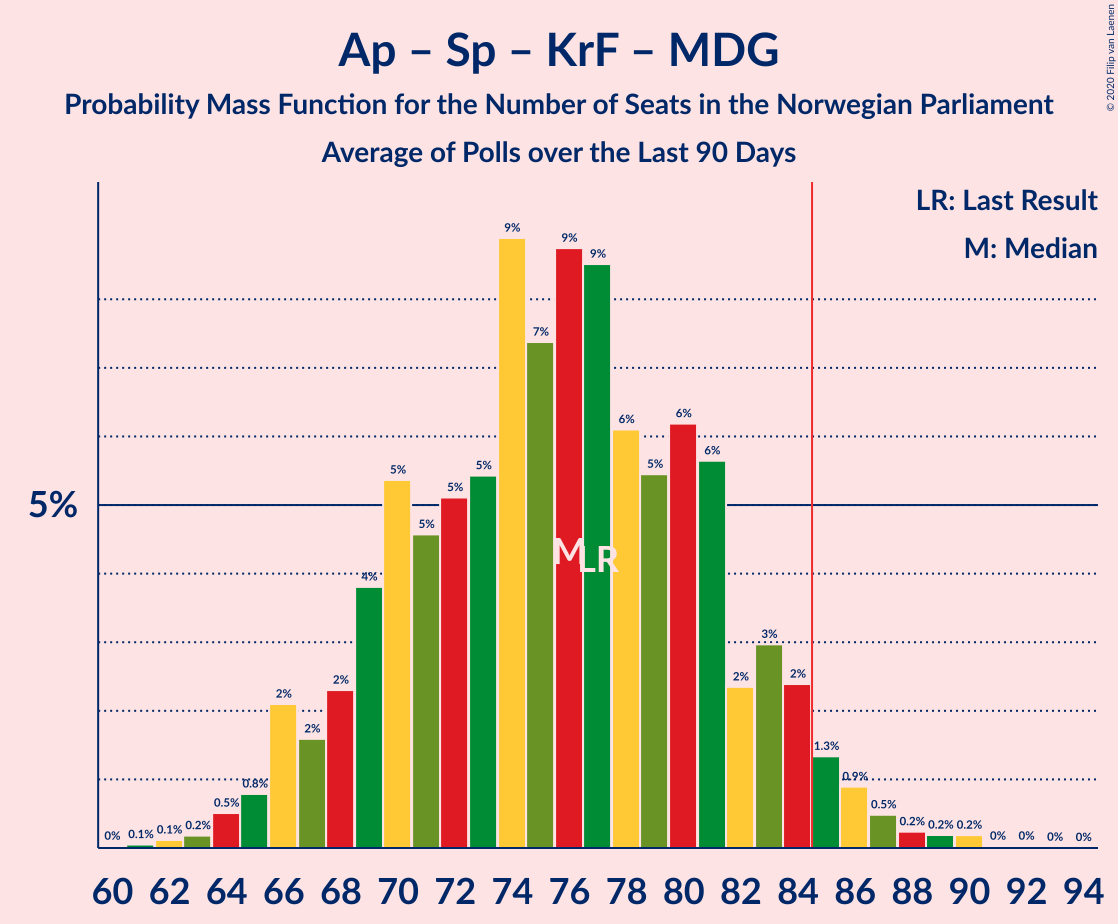 Ap – Sp – KrF – MDG
Probability Mass Function for the Number of Seats in the Norwegian Parliament
Average of Polls over the Last 90 Days
© 2020 Filip van Laenen
LR: Last Result
M: Median
5%
0% 0.1% 0.1% 0.2% 0.5% 0.8% 2% 2% 2% 4% 5% 5% 5% 5% 9% 7% 9% 9% 6% 5% 6% 6% 2% 3% 2% 1.3% 0.9% 0.5% 0.2% 0.2% 0.2% 0% 0% 0% 0%
M LR
60 62 64 66 68 70 72 74 76 78 80 82 84 86 88 90 92 94